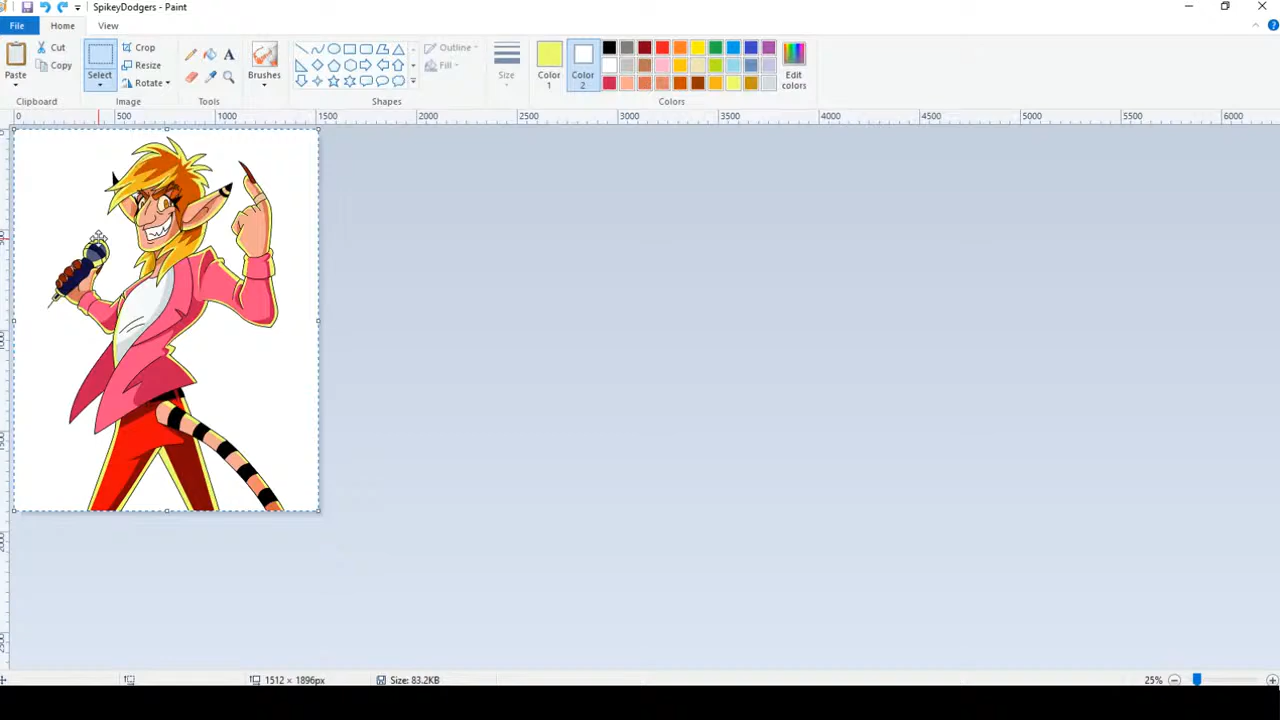 SpikeyDodgers - Paint
File Home View
Paste
Cut
Copy
Clipboard
Select
Crop
Resize
Rotate
Image
A
Tools
Brushes
Outline
Fill
Shapes
Size
Color
1
Color
2
Edit
colors
Colors
0 500 1000 1500 2000 2500 3000 3500 4000 4500 5000 5500 6000
1512 × 1896px
Size: 83.2KB
25%